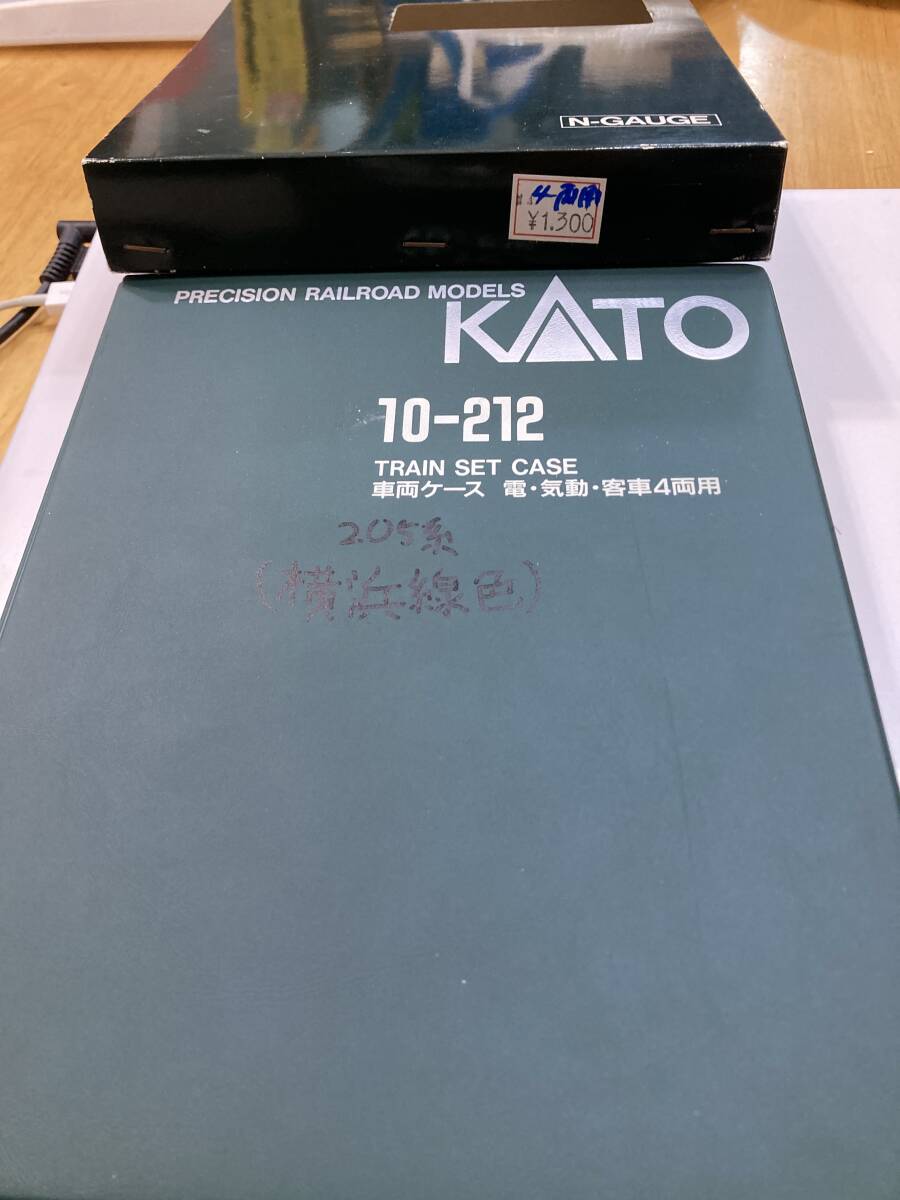 N-GAUGE
4両用
¥1,300
PRECISION RAILROAD MODELS
KATO
10-212
TRAIN SET CASE
車両ケース 電・気動・客車4両用
205系
(横浜線色)